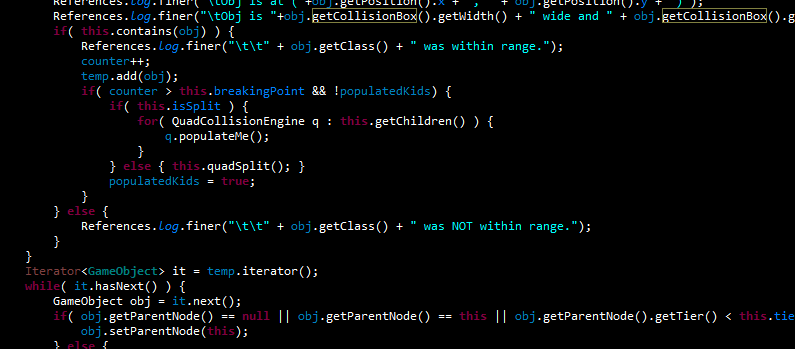 References.log.finer( "\tObj is at ( "+obj.getPosition().x + ", " + obj.getPosition().y + " )");
References.log.finer("\tObj is "+obj.getCollisionBox().getWidth() + " wide and " + obj.getCollisionBox().g
if( this.contains(obj) ) {
References.log.finer("\t\t" + obj.getClass() + " was within range.");
counter++;
temp.add(obj);
if( counter > this.breakingPoint && !populatedKids) {
if( this.isSplit ) {
for( QuadCollisionEngine q : this.getChildren() ) {
q.populateMe();
}
} else { this.quadSplit(); }
populatedKids = true;
}
} else {
References.log.finer("\t\t" + obj.getClass() + " was NOT within range.");
}
}
Iterator<GameObject> it = temp.iterator();
while( it.hasNext() ) {
GameObject obj = it.next();
if( obj.getParentNode() == null || obj.getParentNode() == this || obj.getParentNode().getTier() < this.tie
obj.setParentNode(this);
} else {